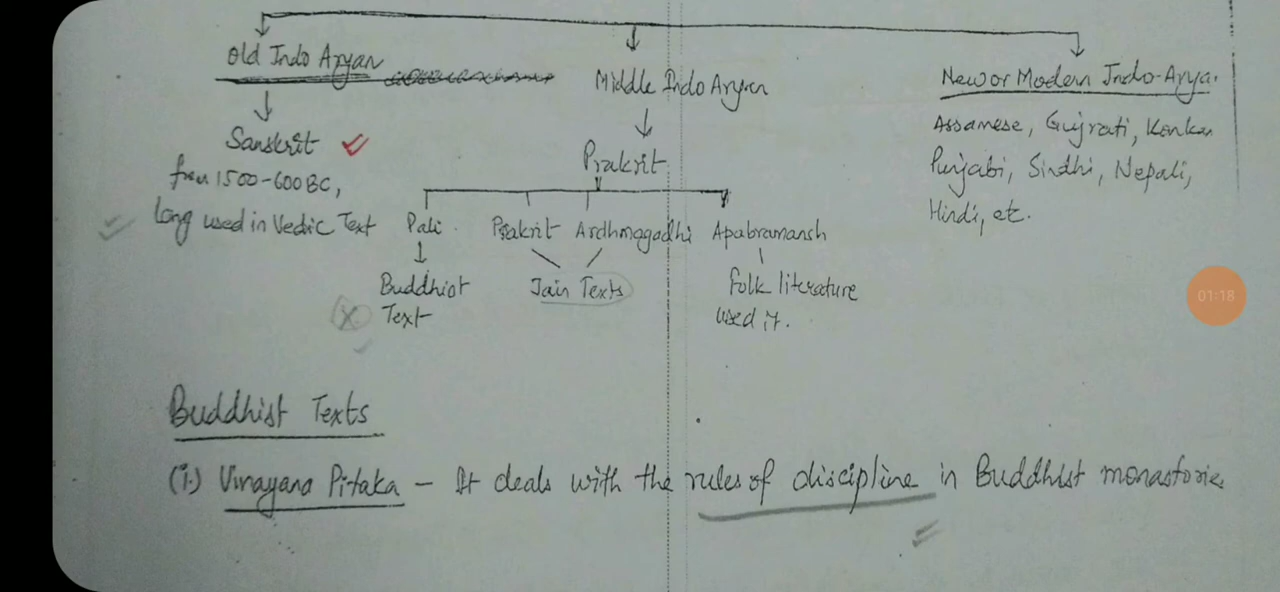 Old Indo Aryan
Middle Indo Aryan
New or Modern Indo-Arya
Sanskrit
from 1500-600 BC,
long used in Vedic Text
Prakrit
Pali
Prakrit
Ardhmagadhi
Apabramansh
Buddhist
Text
Jain Texts
folk literature
used it.
Assamese, Gujrati, Konkan
Punjabi, Sindhi, Nepali,
Hindi, etc.
01:18
Buddhist Texts
(i.) Vinayana Pitaka - It deals with the rules of discipline in Buddhist monastories